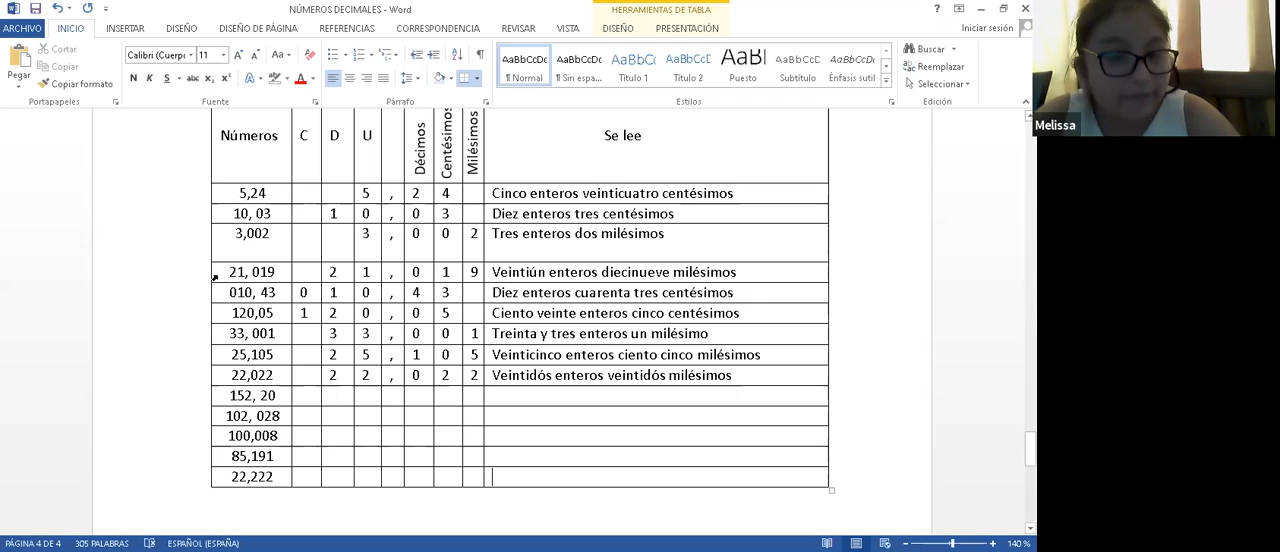 NÚMEROS DECIMALES - Word
HERRAMIENTAS DE TABLA
ARCHIVO INICIO INSERTAR DISEÑO DISEÑO DE PÁGINA REFERENCIAS CORRESPONDENCIA REVISAR VISTA DISEÑO PRESENTACIÓN Iniciar sesión
Pegar
Cortar
Copiar
Copiar formato
Portapapeles
Calibri (Cuerp 11
N K S abc X₂ X²
Fuente
Párrafo
AaBbCcDc AaBbCcDc AaBbCc AaBbCcD AaB AaBbCcD AaBbCcDc
¶ Normal ¶ Sin espa... Título 1 Título 2 Puesto Subtítulo Énfasis sutil
Estilos
Buscar
Reemplazar
Seleccionar
Edición
Melissa
Números C D U , Décimos Centésimos Milésimos Se lee
5,24 5 , 2 4 Cinco enteros veinticuatro centésimos
10, 03 1 0 , 0 3 Diez enteros tres centésimos
3,002 3 , 0 0 2 Tres enteros dos milésimos
21, 019 2 1 , 0 1 9 Veintiún enteros diecinueve milésimos
010, 43 0 1 0 , 4 3 Diez enteros cuarenta tres centésimos
120,05 1 2 0 , 0 5 Ciento veinte enteros cinco centésimos
33, 001 3 3 , 0 0 1 Treinta y tres enteros un milésimo
25,105 2 5 , 1 0 5 Veinticinco enteros ciento cinco milésimos
22,022 2 2 , 0 2 2 Veintidós enteros veintidós milésimos
152, 20
102, 028
100,008
85,191
22,222
PÁGINA 4 DE 4 305 PALABRAS ESPAÑOL (ESPAÑA) 140 %